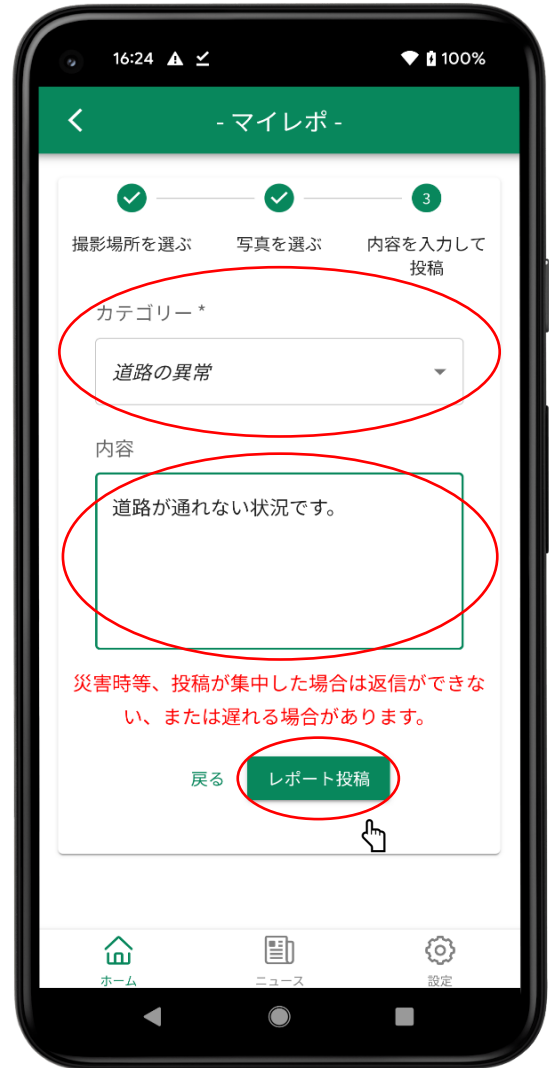 16:24
100%
- マイレポ -
3
撮影場所を選ぶ
写真を選ぶ
内容を入力して
投稿
カテゴリー *
道路の異常
内容
道路が通れない状況です。
災害時等、投稿が集中した場合は返信ができな
い、または遅れる場合があります。
戻る
レポート投稿
ホーム
ニュース
設定